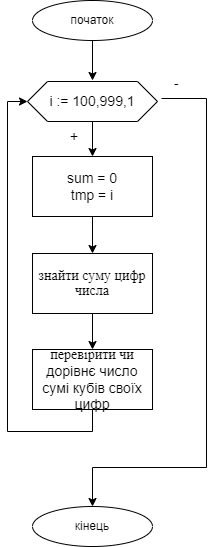 початок
i := 100,999,1
-
+
sum = 0
tmp = i
знайти суму цифр
числа
перевірити чи
дорівнє число
сумі кубів своїх
цифр
кінець